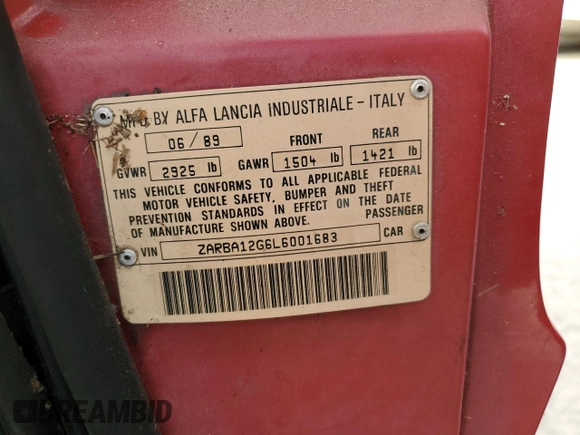 MFD BY ALFA LANCIA INDUSTRIALE - ITALY
06 / 89 FRONT REAR
GVWR 2925 lb GAWR 1504 lb 1421 lb
THIS VEHICLE CONFORMS TO ALL APPLICABLE FEDERAL
MOTOR VEHICLE SAFETY, BUMPER AND THEFT
PREVENTION STANDARDS IN EFFECT ON THE DATE
OF MANUFACTURE SHOWN ABOVE. PASSENGER
VIN ZARBA12G6L6001683 CAR
DREAMBID